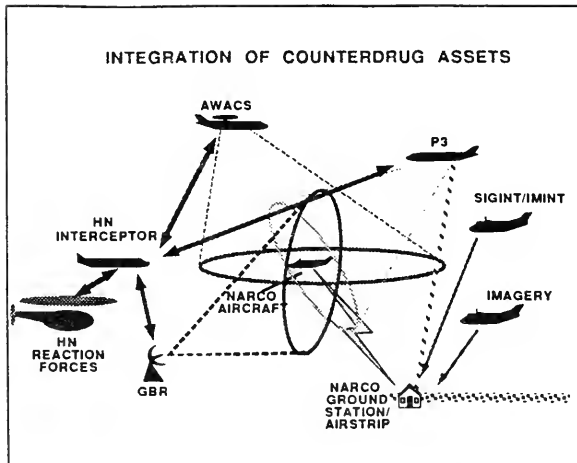 INTEGRATION OF COUNTERDRUG ASSETS
AWACS
P3
SIGINT/IMINT
HN
INTERCEPTOR
NARCO
AIRCRAFT
IMAGERY
HN
REACTION
FORCES
GBR
NARCO
GROUND
STATION/
AIRSTRIP